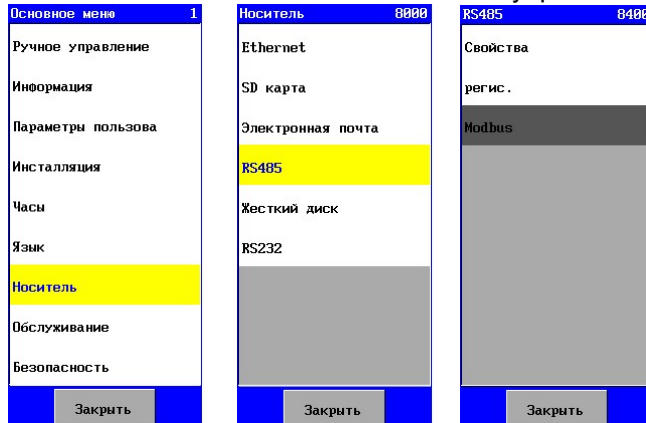 Основное меню 1
Ручное управление
Информация
Параметры пользова
Инсталляция
Часы
Язык
Носитель
Обслуживание
Безопасность
Закрыть
Носитель 8000
Ethernet
SD карта
Электронная почта
RS485
Жесткий диск
RS232
Закрыть
RS485 8400
Свойства
регис.
Modbus
Закрыть